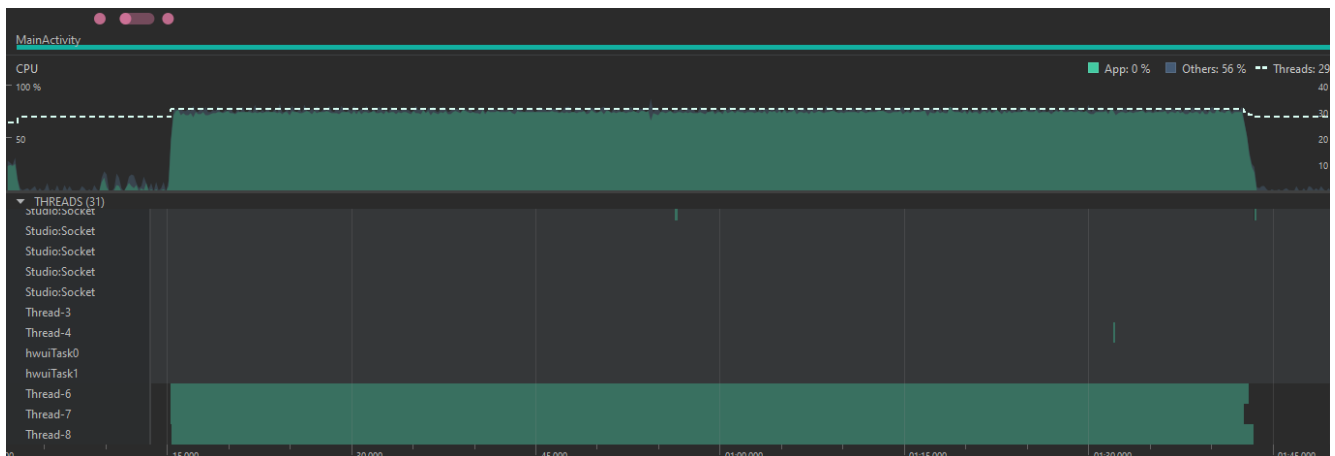 MainActivity
CPU
App: 0 % Others: 56 % Threads: 29
100 %
40
30
50
20
10
THREADS (31)
Studio:Socket
Studio:Socket
Studio:Socket
Studio:Socket
Studio:Socket
Thread-3
Thread-4
hwuiTask0
hwuiTask1
Thread-6
Thread-7
Thread-8
15.000 30.000 45.000 01:00.000 01:15.000 01:30.000 01:45.000